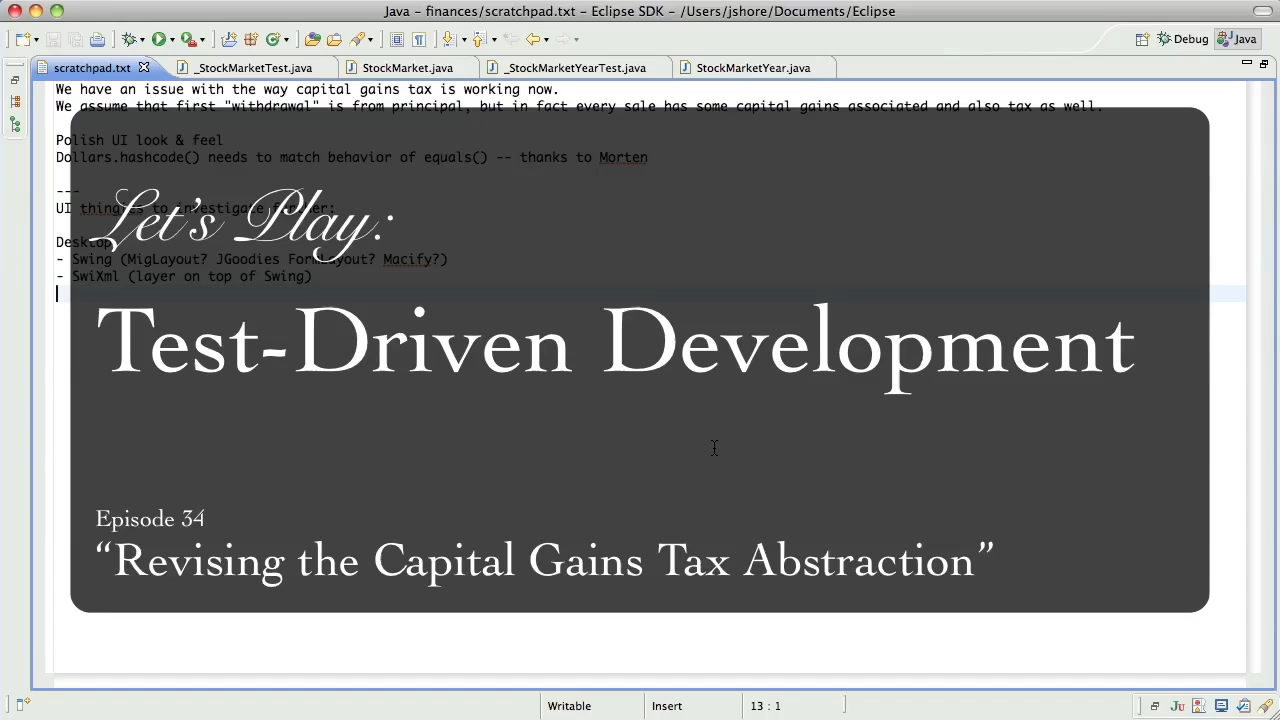 Java – finances/scratchpad.txt – Eclipse SDK – /Users/jshore/Documents/Eclipse
Debug
Java
scratchpad.txt
_StockMarketTest.java
StockMarket.java
_StockMarketYearTest.java
StockMarketYear.java
We have an issue with the way capital gains tax is working now.
We assume that first "withdrawal" is from principal, but in fact every sale has some capital gains associated and also tax as well.
Polish UI look & feel
Dollars.hashcode() needs to match behavior of equals() -- thanks to Morten
---
UI thingies to investigate further:
Desktop
- Swing (MigLayout? JGoodies FormLayout? Macify?)
- SwiXml (layer on top of Swing)
Let's Play:
Test-Driven Development
Episode 34
“Revising the Capital Gains Tax Abstraction”
Writable
Insert
13 : 1
Ju